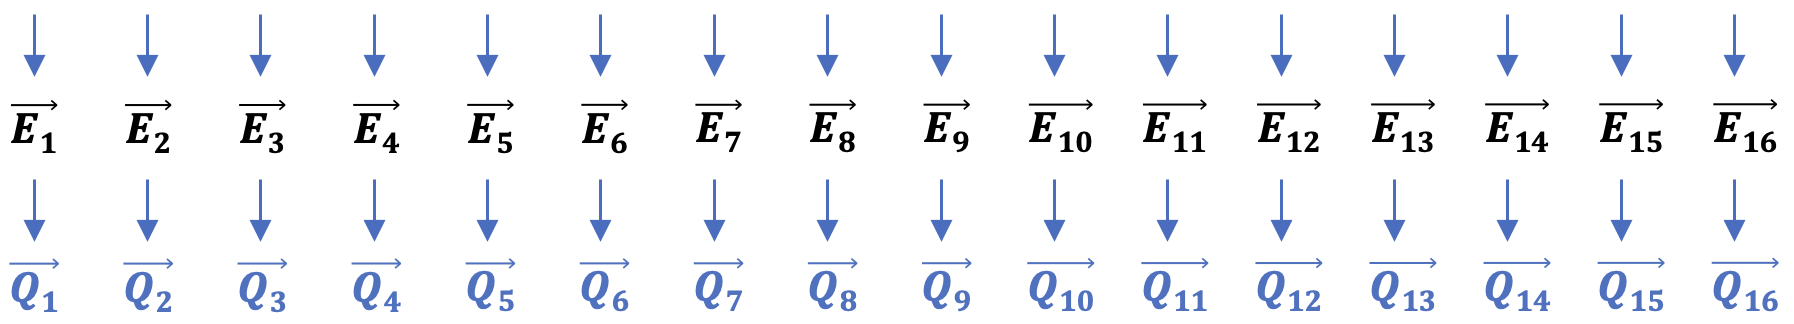 E₁ E₂ E₃ E₄ E₅ E₆ E₇ E₈ E₉ E₁₀ E₁₁ E₁₂ E₁₃ E₁₄ E₁₅ E₁₆
Q₁ Q₂ Q₃ Q₄ Q₅ Q₆ Q₇ Q₈ Q₉ Q₁₀ Q₁₁ Q₁₂ Q₁₃ Q₁₄ Q₁₅ Q₁₆